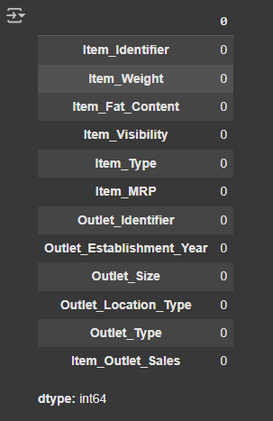 0
Item_Identifier 0
Item_Weight 0
Item_Fat_Content 0
Item_Visibility 0
Item_Type 0
Item_MRP 0
Outlet_Identifier 0
Outlet_Establishment_Year 0
Outlet_Size 0
Outlet_Location_Type 0
Outlet_Type 0
Item_Outlet_Sales 0
dtype: int64